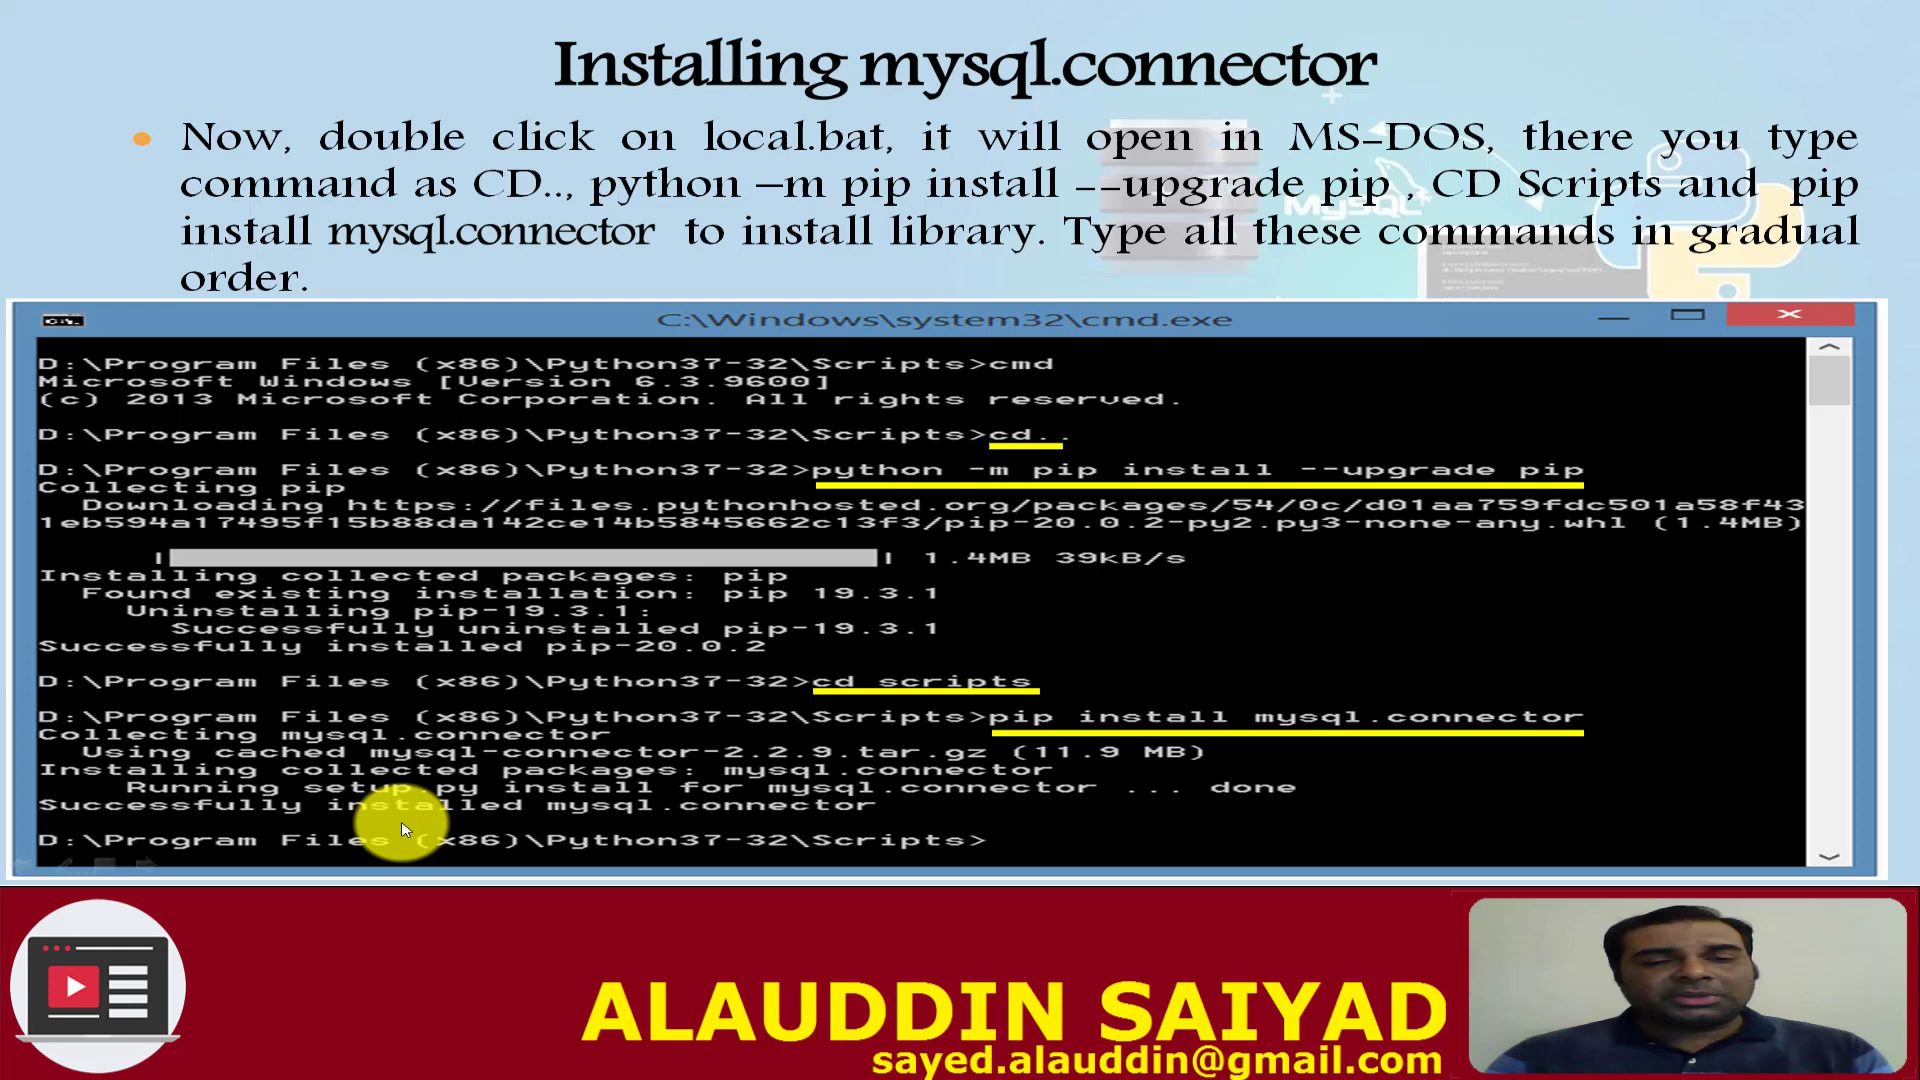 Installing mysql.connector
• Now, double click on local.bat, it will open in MS-DOS, there you type
command as CD.., python –m pip install --upgrade pip , CD Scripts and pip
install mysql.connector to install library. Type all these commands in gradual
order.
MySQL
C:\Windows\system32\cmd.exe
D:\Program Files (x86)\Python37-32\Scripts>cmd
Microsoft Windows [Version 6.3.9600]
(c) 2013 Microsoft Corporation. All rights reserved.
D:\Program Files (x86)\Python37-32\Scripts>cd..
D:\Program Files (x86)\Python37-32>python -m pip install --upgrade pip
Collecting pip
Downloading https://files.pythonhosted.org/packages/54/0c/d01aa759fdc501a58f43
1eb594a17495f15b88da142ce14b5845662c13f3/pip-20.0.2-py2.py3-none-any.whl (1.4MB)
|                                | 1.4MB 39kB/s
Installing collected packages: pip
Found existing installation: pip 19.3.1
Uninstalling pip-19.3.1:
Successfully uninstalled pip-19.3.1
Successfully installed pip-20.0.2
D:\Program Files (x86)\Python37-32>cd scripts
D:\Program Files (x86)\Python37-32\Scripts>pip install mysql.connector
Collecting mysql.connector
Using cached mysql-connector-2.2.9.tar.gz (11.9 MB)
Installing collected packages: mysql.connector
Running setup.py install for mysql.connector ... done
Successfully installed mysql.connector
D:\Program Files (x86)\Python37-32\Scripts>
ALAUDDIN SAIYAD
sayed.alauddin@gmail.com